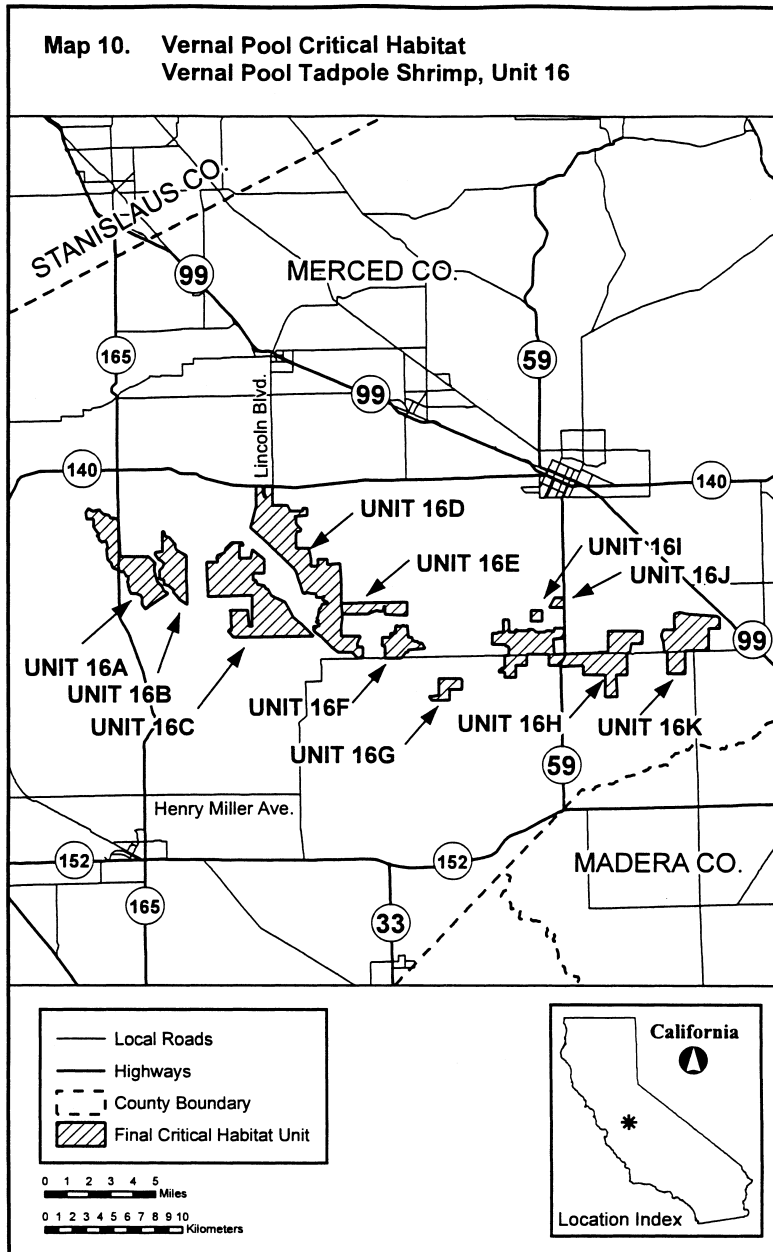 Map 10. Vernal Pool Critical Habitat
Vernal Pool Tadpole Shrimp, Unit 16
STANISLAUS CO.
99
MERCED CO.
165
59
99
Lincoln Blvd.
140
140
UNIT 16D
UNIT 16I
UNIT 16E
UNIT 16J
99
UNIT 16A
UNIT 16B
UNIT 16C
UNIT 16F
UNIT 16G
UNIT 16H
UNIT 16K
59
Henry Miller Ave.
152
152
MADERA CO.
165
33
Local Roads
Highways
County Boundary
Final Critical Habitat Unit
0 1 2 3 4 5
Miles
0 1 2 3 4 5 6 7 8 9 10
Kilometers
California
Location Index